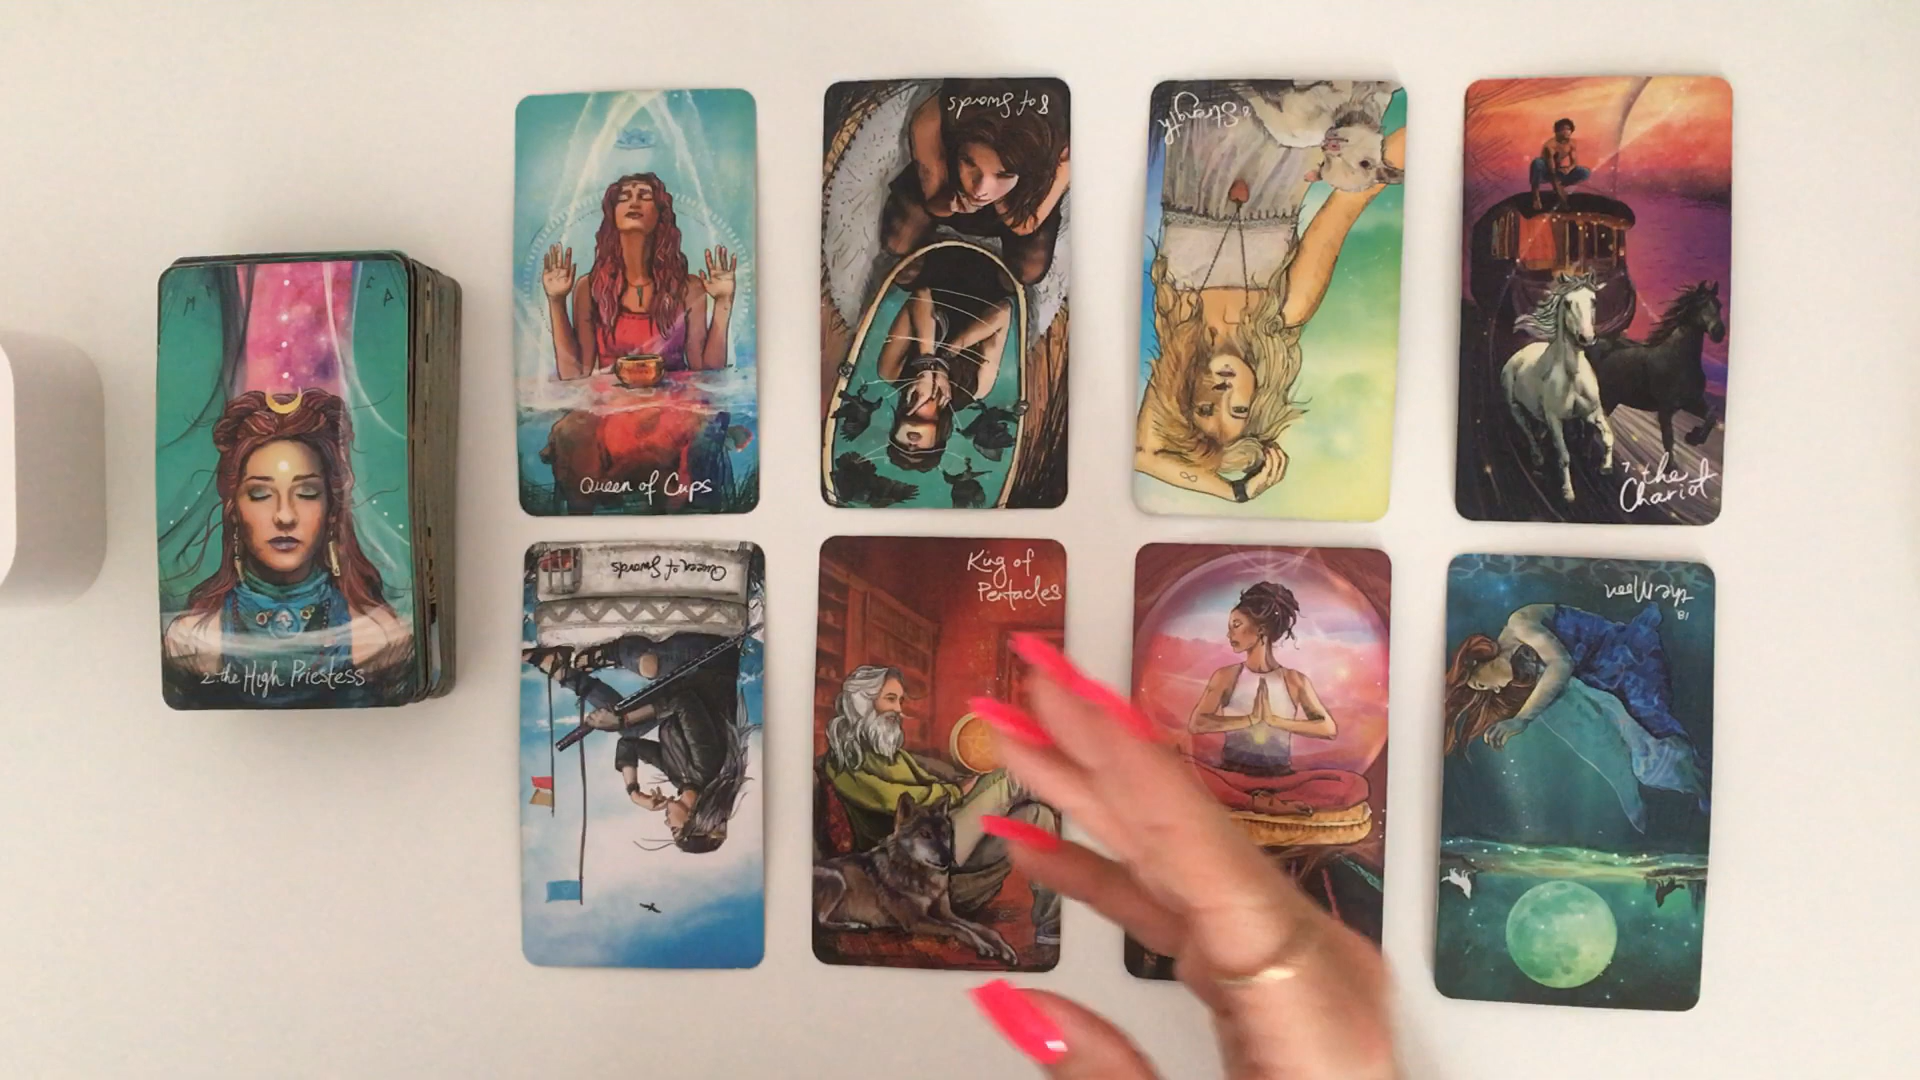 Queen of Cups
8 of Swords
8 Strength
7 the
Chariot
2 the High Priestess
Queen of Swords
King of
Pentacles
the Moon
18